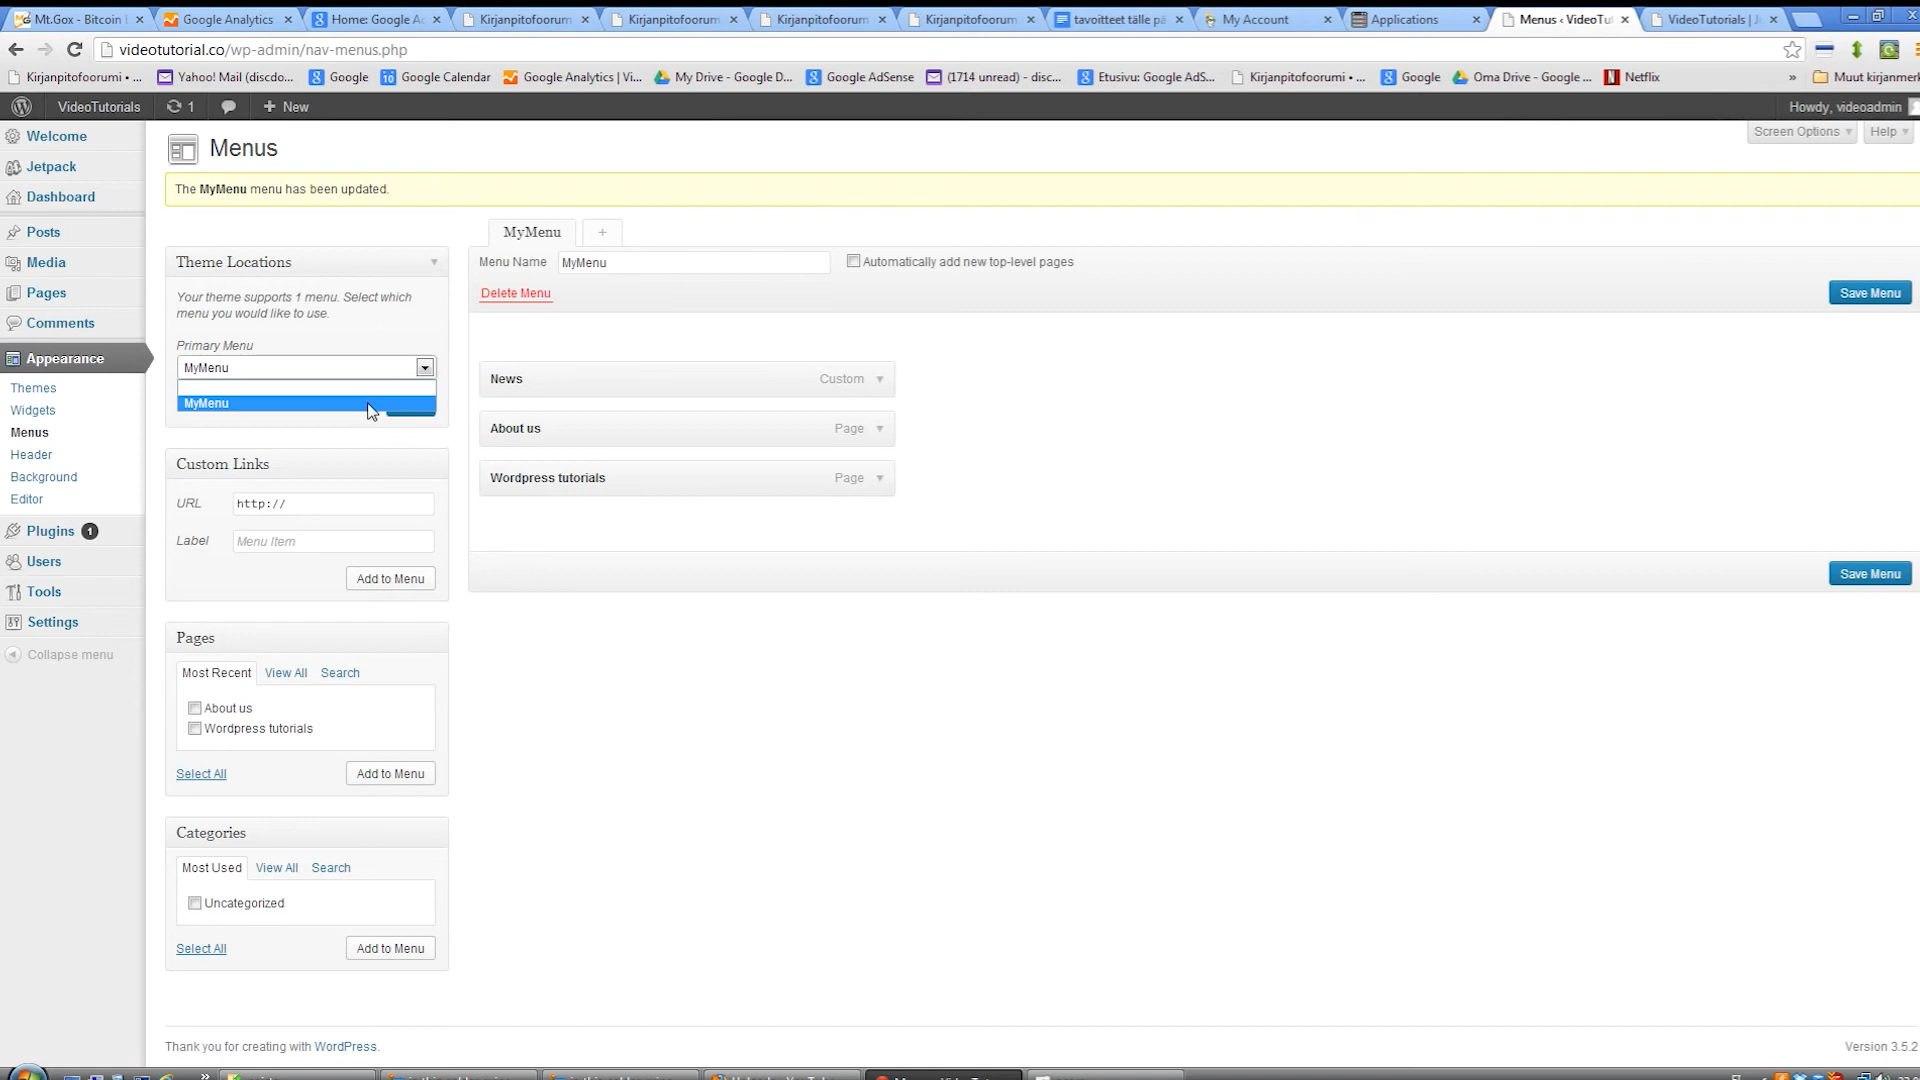 Mt.Gox - Bitcoin Google Analytics Home: Google A Kirjanpitofoorum Kirjanpitofoorum Kirjanpitofoorum Kirjanpitofoorum tavoitteet tälle pä My Account Applications Menus ‹ VideoTut VideoTutorials |
videotutorial.co/wp-admin/nav-menus.php
Kirjanpitofoorumi • ... Yahoo! Mail (discdo... Google Google Calendar Google Analytics | Vi... My Drive - Google D... Google AdSense (1714 unread) - disc... Etusivu: Google AdS... Kirjanpitofoorumi • ... Google Oma Drive - Google ... Netflix » Muut kirjanmerk
VideoTutorials 1 + New Howdy, videoadmin
Screen Options Help
Welcome
Jetpack
Dashboard
Posts
Media
Pages
Comments
Appearance
Themes
Widgets
Menus
Header
Background
Editor
Plugins 1
Users
Tools
Settings
Collapse menu
Menus
The MyMenu menu has been updated.
Theme Locations
Your theme supports 1 menu. Select which
menu you would like to use.
Primary Menu
MyMenu
MyMenu
Custom Links
URL http://
Label Menu Item
Add to Menu
Pages
Most Recent View All Search
About us
Wordpress tutorials
Select All Add to Menu
Categories
Most Used View All Search
Uncategorized
Select All Add to Menu
MyMenu +
Menu Name MyMenu Automatically add new top-level pages
Delete Menu Save Menu
News Custom
About us Page
Wordpress tutorials Page
Save Menu
Thank you for creating with WordPress. Version 3.5.2